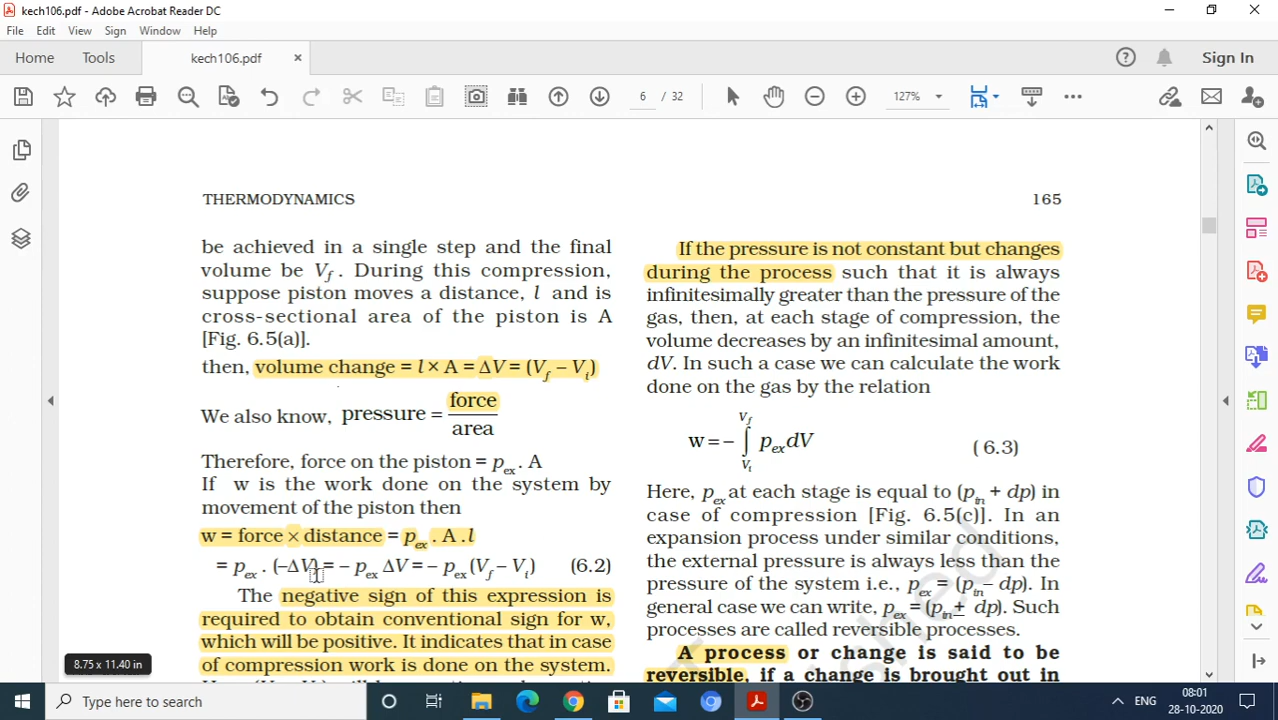 kech106.pdf - Adobe Acrobat Reader DC
File Edit View Sign Window Help
Home Tools kech106.pdf × Sign In
6 / 32 127%
THERMODYNAMICS 165
be achieved in a single step and the final
volume be Vf . During this compression,
suppose piston moves a distance, l and is
cross-sectional area of the piston is A
[Fig. 6.5(a)].
then, volume change = l × A = ΔV = (Vf – Vi)
We also know, pressure = force
area
Therefore, force on the piston = pex . A
If w is the work done on the system by
movement of the piston then
w = force × distance = pex . A .l
= pex . (–ΔV) = – pex ΔV = – pex (Vf – Vi) (6.2)
The negative sign of this expression is
required to obtain conventional sign for w,
which will be positive. It indicates that in case
of compression work is done on the system.
If the pressure is not constant but changes
during the process such that it is always
infinitesimally greater than the pressure of the
gas, then, at each stage of compression, the
volume decreases by an infinitesimal amount,
dV. In such a case we can calculate the work
done on the gas by the relation
Vf
w = – ∫ pex dV ( 6.3)
Vi
Here, pex at each stage is equal to (pin + dp) in
case of compression [Fig. 6.5(c)]. In an
expansion process under similar conditions,
the external pressure is always less than the
pressure of the system i.e., pex = (pin – dp). In
general case we can write, pex = (pin ± dp). Such
processes are called reversible processes.
A process or change is said to be
reversible, if a change is brought out in
shed
8.75 x 11.40 in
Type here to search
ENG
08:01
28-10-2020